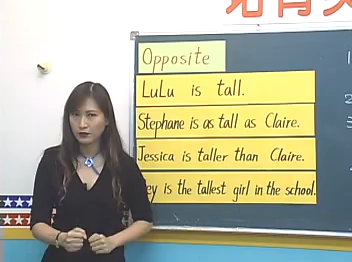 Opposite
LuLu is tall.
Stephane is as tall as Claire.
Jessica is taller than Claire.
is the tallest girl in the school.